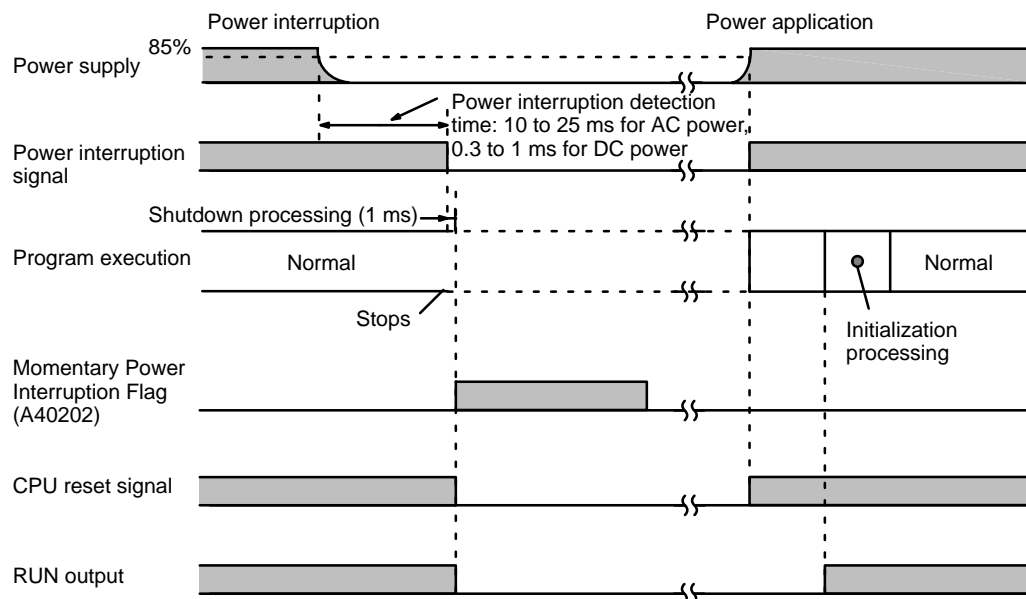 Power interruption
Power application
85%
Power supply
Power interruption detection
time: 10 to 25 ms for AC power,
0.3 to 1 ms for DC power
Power interruption
signal
Shutdown processing (1 ms)
Program execution
Normal
Normal
Stops
Initialization
processing
Momentary Power
Interruption Flag
(A40202)
CPU reset signal
RUN output